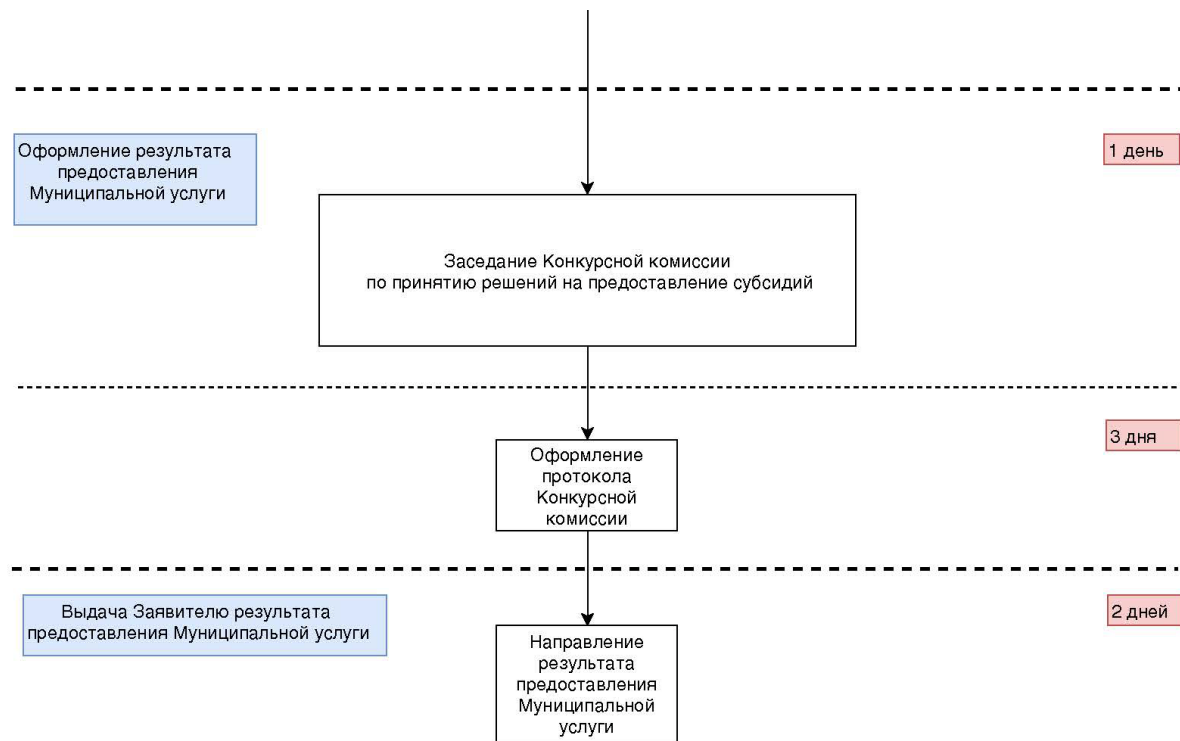 Оформление результата
предоставления
Муниципальной услуги
1 день
Заседание Конкурсной комиссии
по принятию решений на предоставление субсидий
3 дня
Оформление
протокола
Конкурсной
комиссии
Выдача Заявителю результата
предоставления Муниципальной услуги
2 дней
Направление
результата
предоставления
Муниципальной
услуги